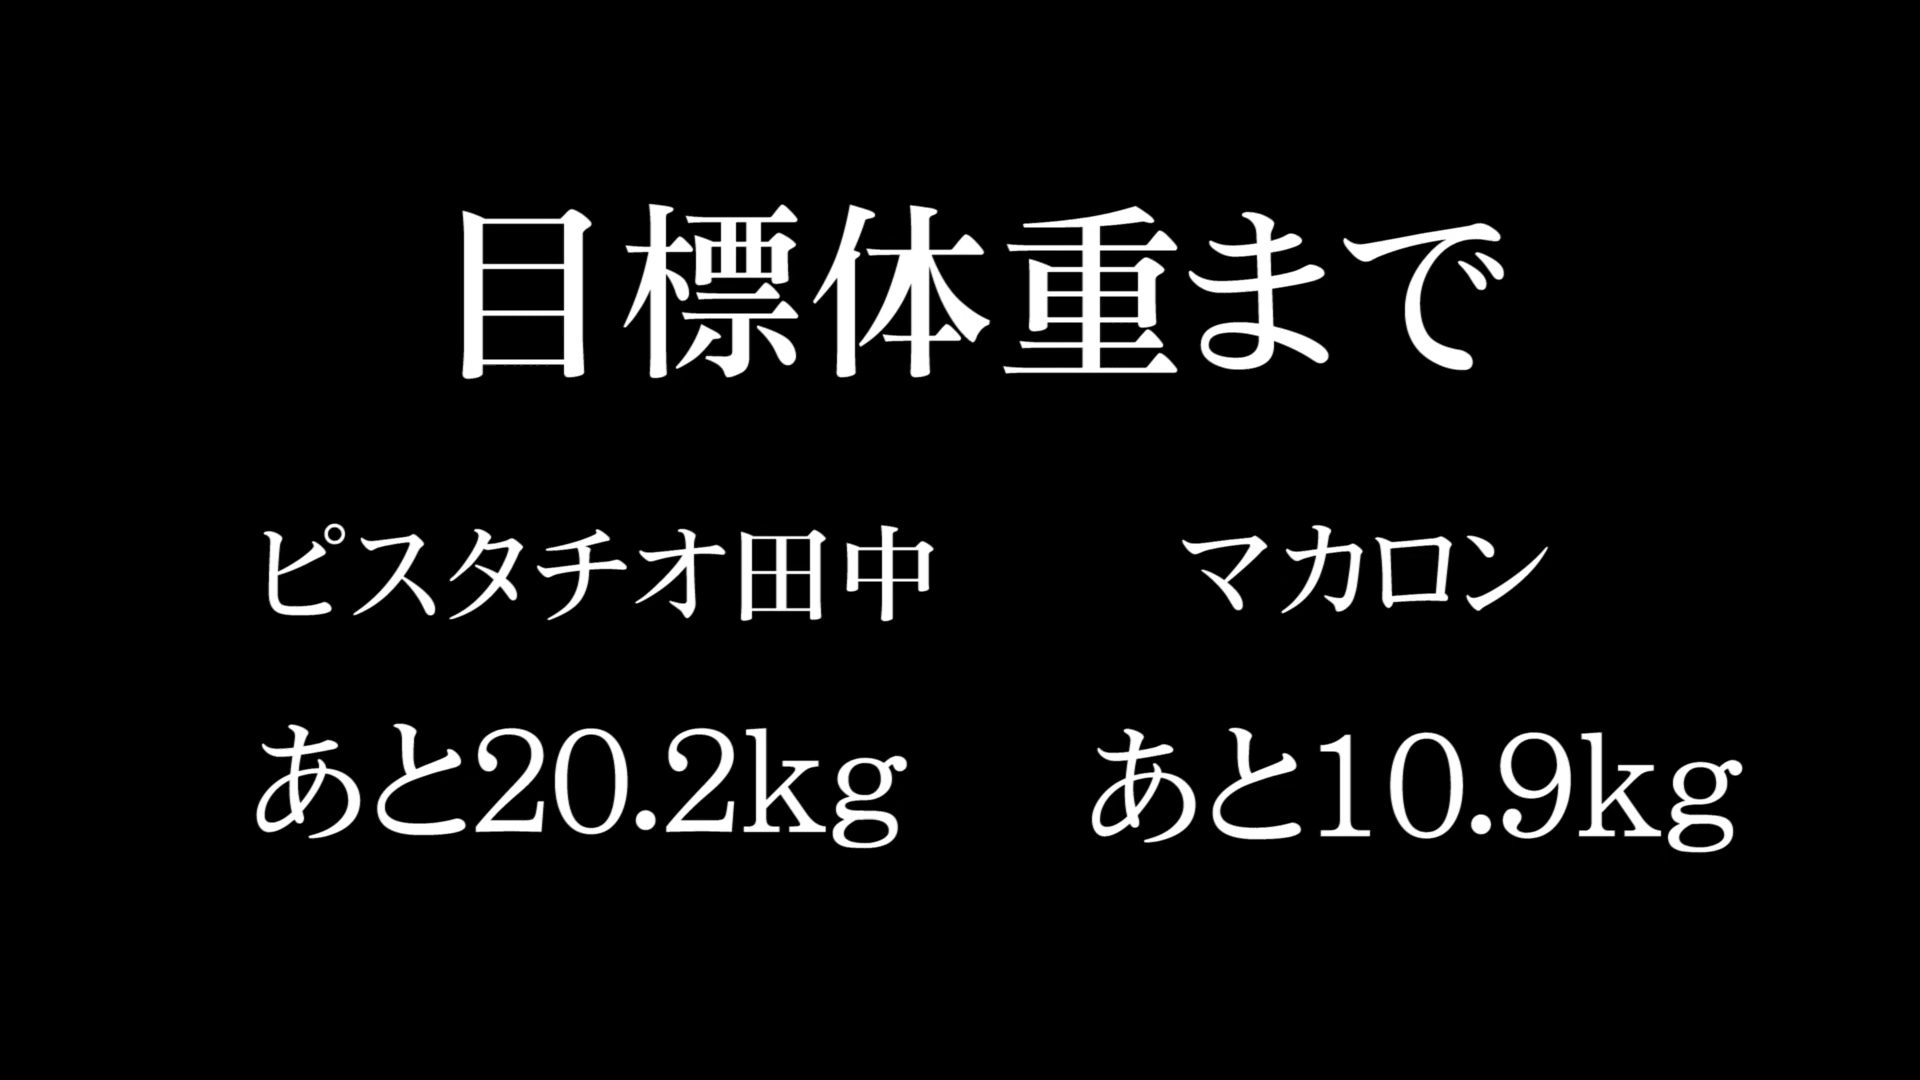 目標体重まで
ピスタチオ田中 マカロン
あと20.2kg あと10.9kg